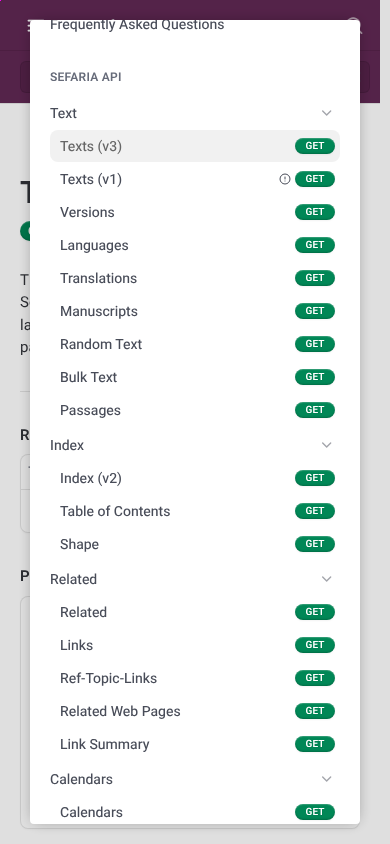 Frequently Asked Questions
SEFARIA API
Text
Texts (v3) GET
Texts (v1) GET
Versions GET
Languages GET
Translations GET
Manuscripts GET
Random Text GET
Bulk Text GET
Passages GET
Index
Index (v2) GET
Table of Contents GET
Shape GET
Related
Related GET
Links GET
Ref-Topic-Links GET
Related Web Pages GET
Link Summary GET
Calendars
Calendars GET